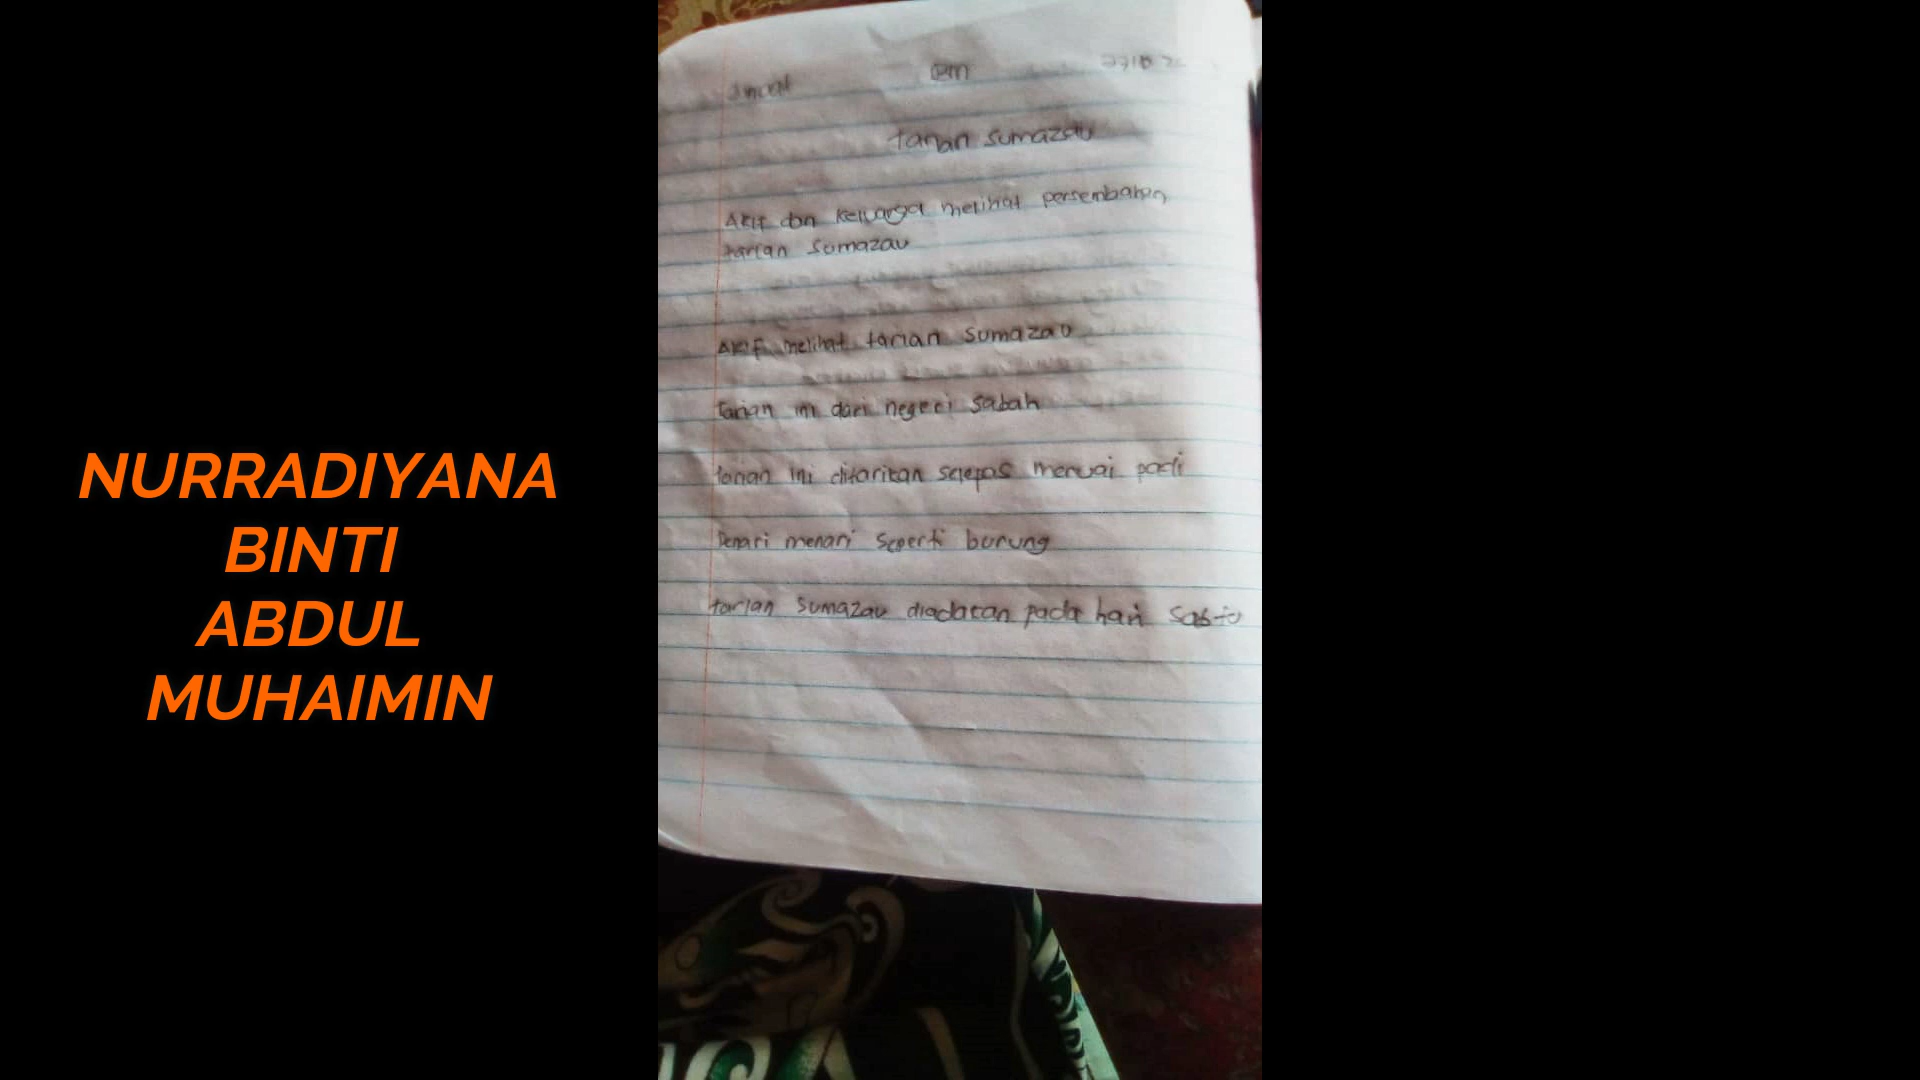 NURRADIYANA
BINTI
ABDUL
MUHAIMIN
Jumaat BM
tarian sumazau
Akif dan keluarga melihat persembahan
tarian Sumazau
AKIF melihat tarian Sumazau
tarian ini dari negeri Sabah
tarian ini ditarikan selepas menuai padi
Penari menari seperti burung
tarian Sumazau diadakan pada hari Sabtu